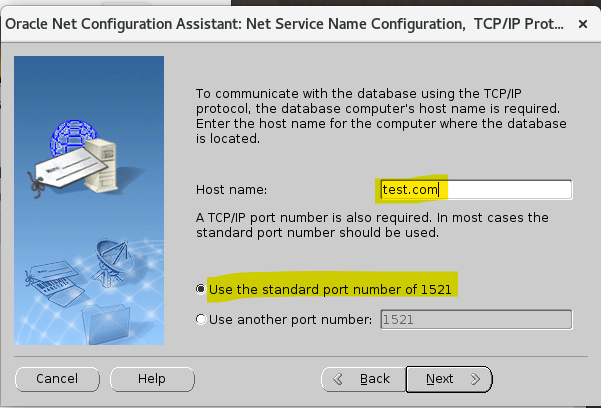 Oracle Net Configuration Assistant: Net Service Name Configuration, TCP/IP Prot...
To communicate with the database using the TCP/IP
protocol, the database computer's host name is required.
Enter the host name for the computer where the database
is located.
Host name: test.com
A TCP/IP port number is also required. In most cases the
standard port number should be used.
Use the standard port number of 1521
Use another port number: 1521
Cancel Help Back Next